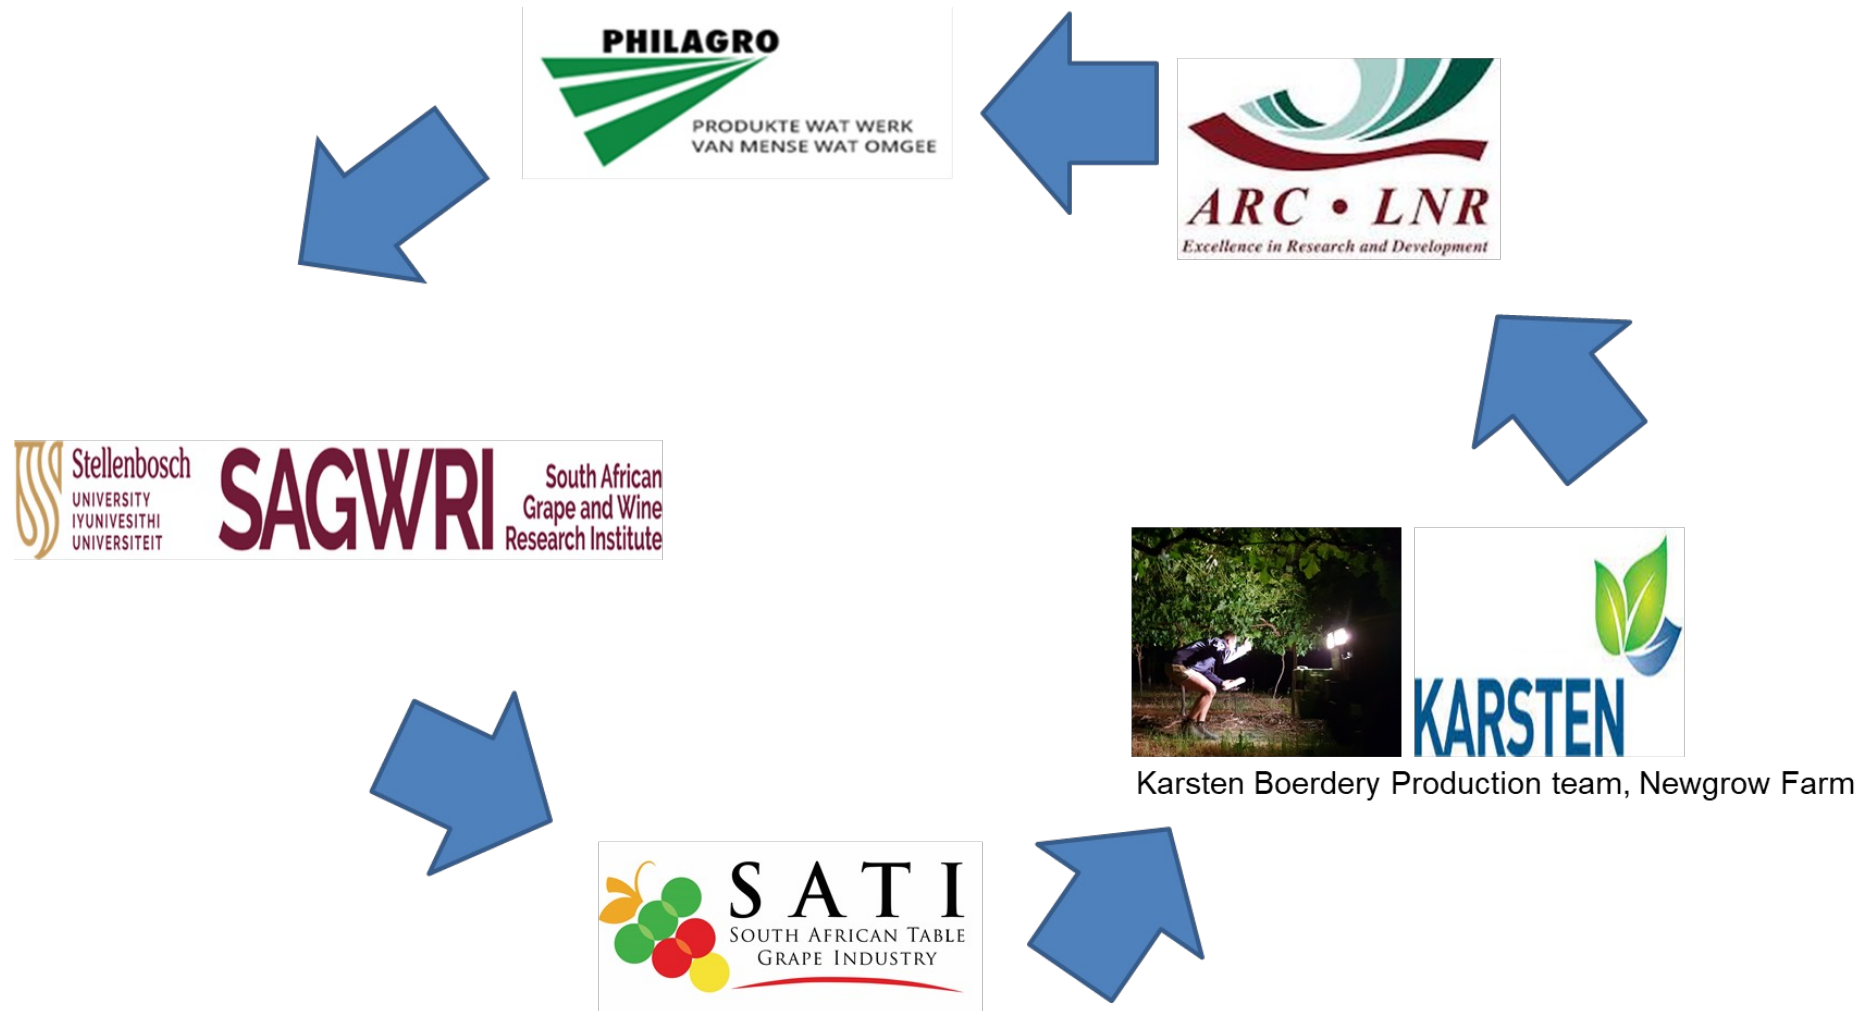 PHILAGRO
PRODUKTE WAT WERK
VAN MENSE WAT OMGEE
ARC • LNR
Excellence in Research and Development
Stellenbosch
UNIVERSITY
IYUNIVESITHI
UNIVERSITEIT
SAGWRI
South African
Grape and Wine
Research Institute
KARSTEN
Karsten Boerdery Production team, Newgrow Farm
SATI
SOUTH AFRICAN TABLE
GRAPE INDUSTRY